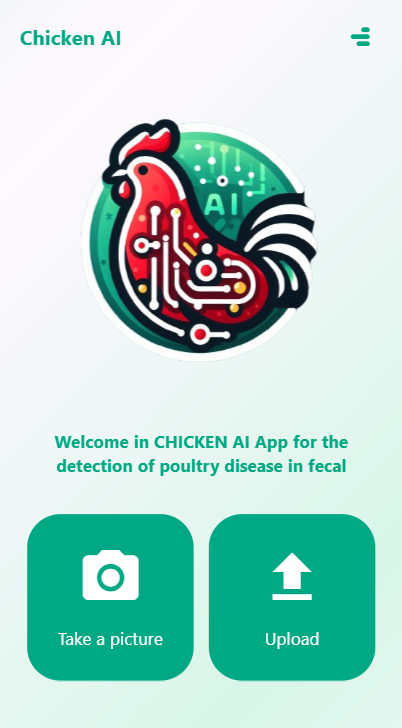 Chicken AI
AI
Welcome in CHICKEN AI App for the
detection of poultry disease in fecal
Take a picture
Upload